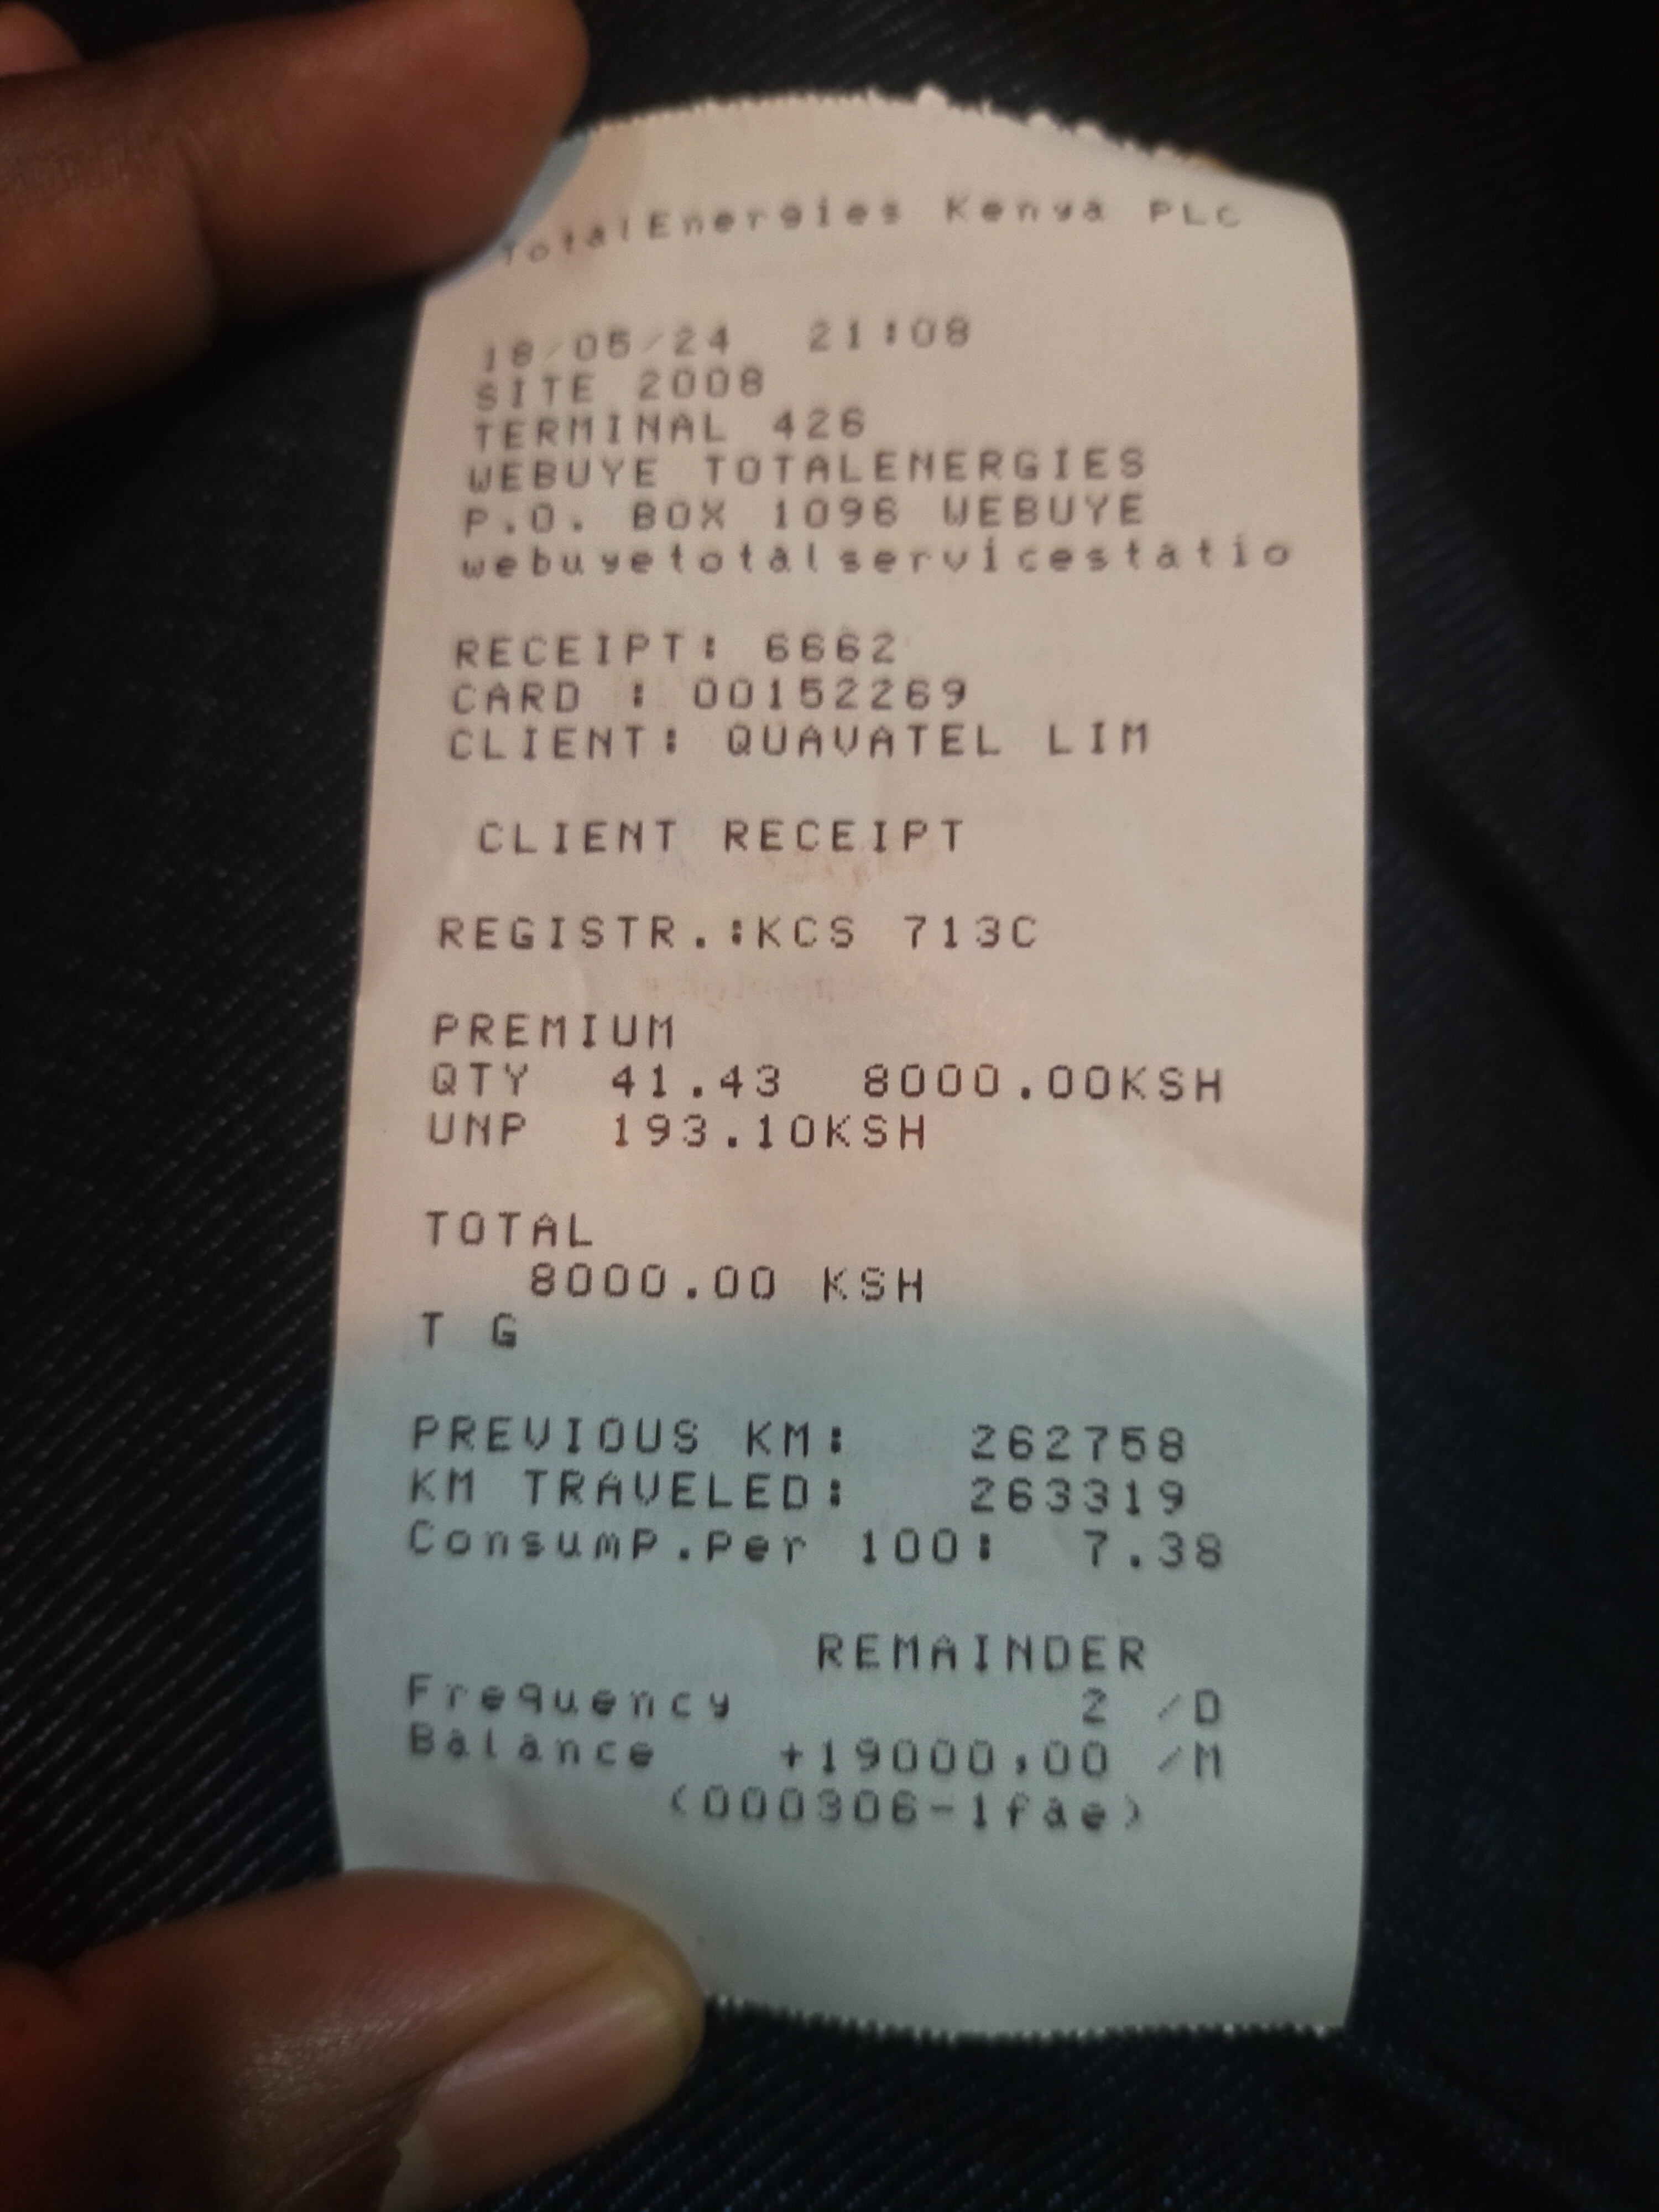 TotalEnergies Kenya PLC
18/05/24 21:08
SITE 2008
TERMINAL 426
WEBUYE TOTALENERGIES
P.O. BOX 1096 WEBUYE
webuyetotalservicestatio
RECEIPT: 6662
CARD : 00152269
CLIENT: QUAVATEL LIM
CLIENT RECEIPT
REGISTR.:KCS 713C
PREMIUM
QTY 41.43 8000.00KSH
UNP 193.10KSH
TOTAL
8000.00 KSH
T G
PREVIOUS KM: 262758
KM TRAVELED: 263319
Consump.per 100: 7.38
REMAINDER
Frequency 2 /D
Balance +19000,00 /M
(000306-1fae)